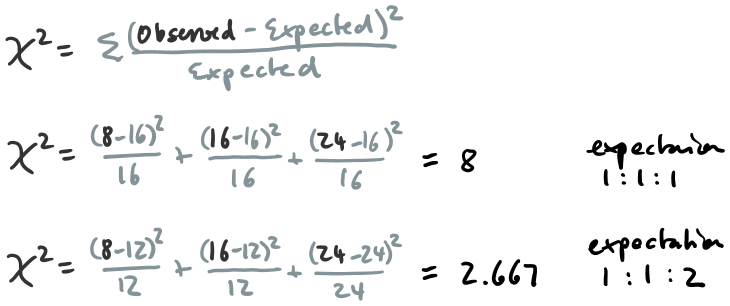 χ² = Σ (Observed - Expected)² / Expected
χ² = (8-16)² / 16 + (16-16)² / 16 + (24-16)² / 16 = 8 expectation 1:1:1
χ² = (8-12)² / 12 + (16-12)² / 12 + (24-24)² / 24 = 2.667 expectation 1:1:2